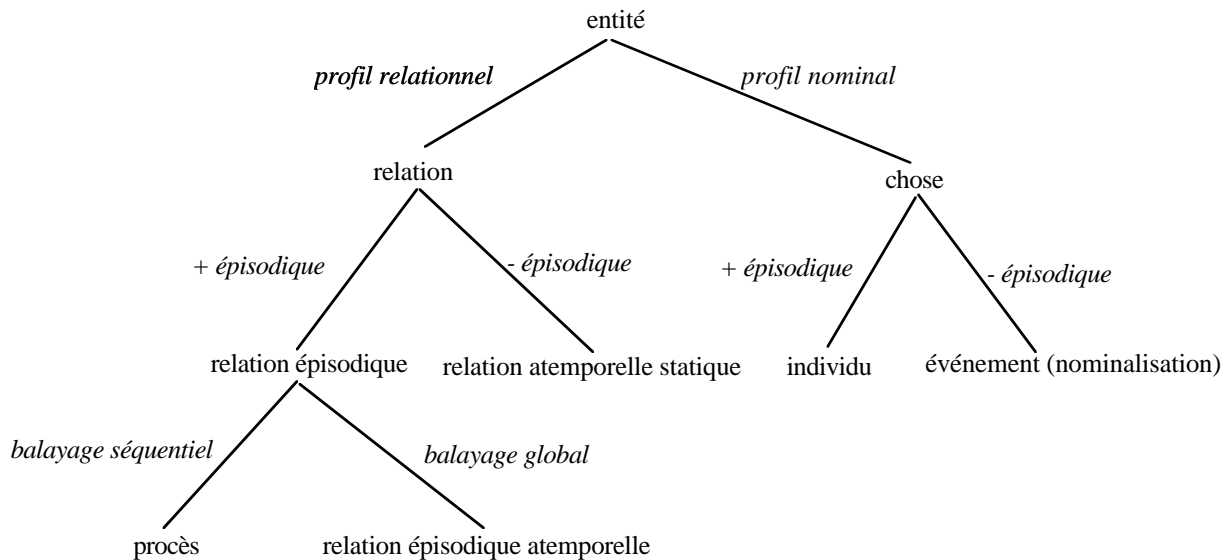 entité
profil relationnel
profil nominal
relation
chose
+ épisodique
- épisodique
+ épisodique
- épisodique
relation épisodique
relation atemporelle statique
individu
événement (nominalisation)
balayage séquentiel
balayage global
procès
relation épisodique atemporelle